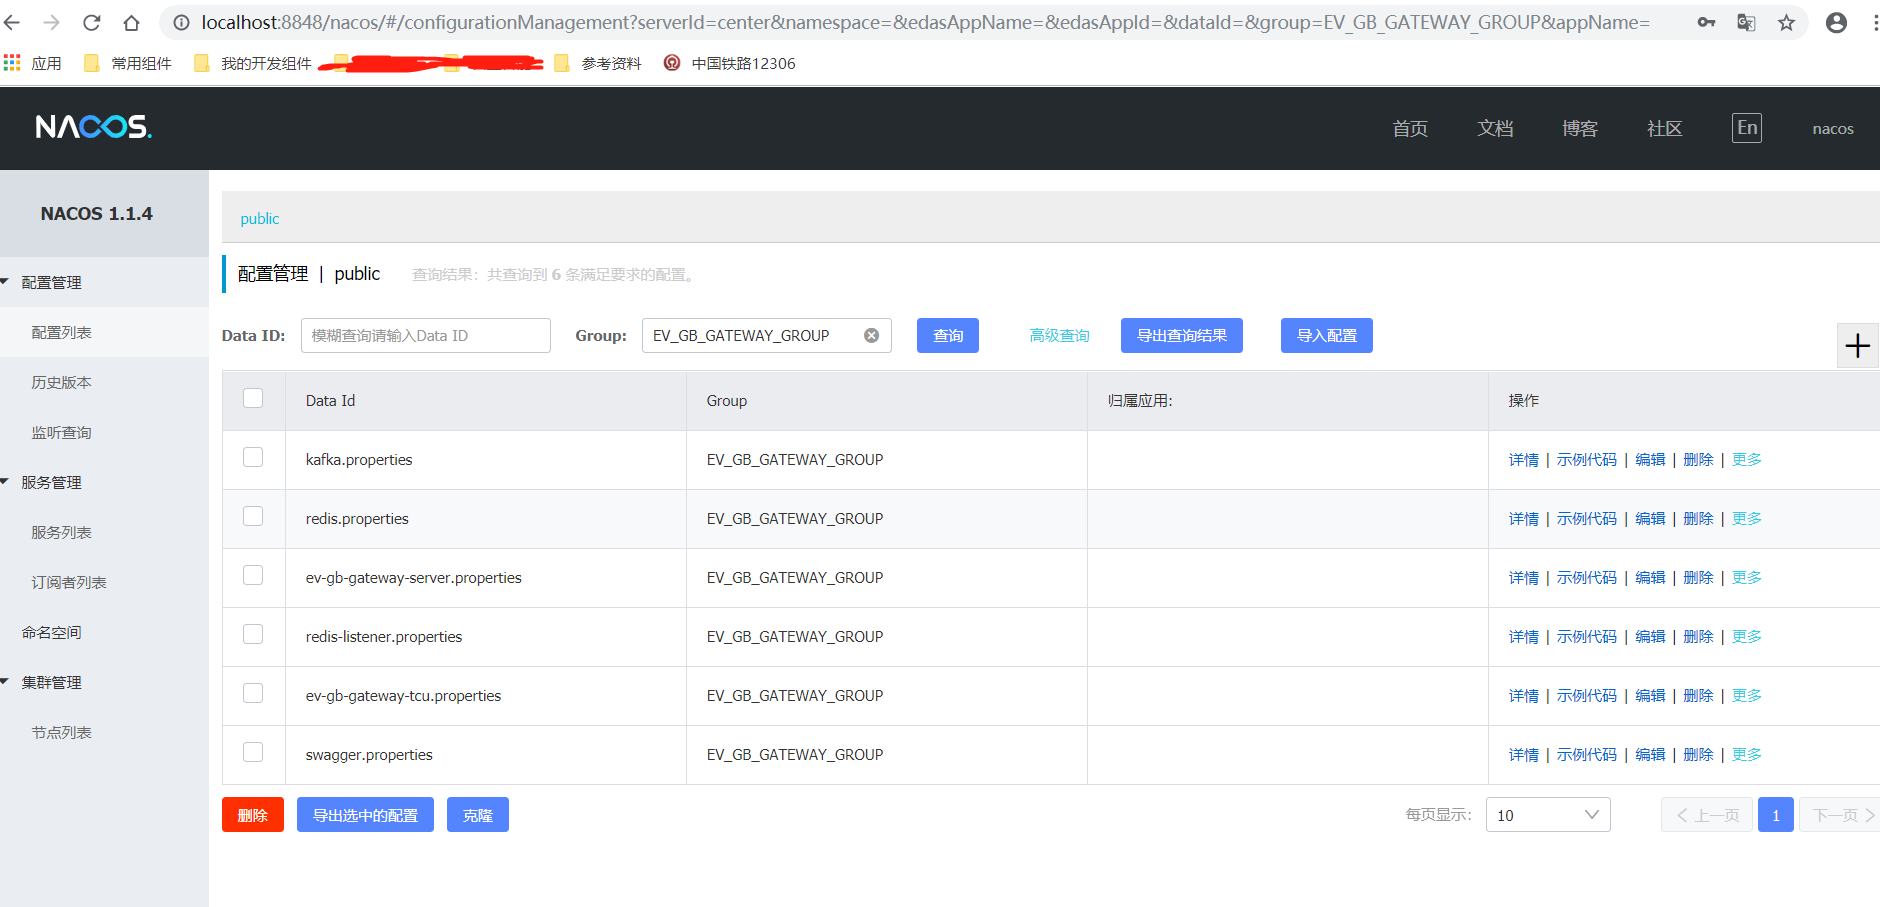 localhost:8848/nacos/#/configurationManagement?serverId=center&namespace=&edasAppName=&edasAppId=&dataId=&group=EV_GB_GATEWAY_GROUP&appName=
应用 常用组件 我的开发组件 参考资料 中国铁路12306
NACOS. 首页 文档 博客 社区 En nacos
NACOS 1.1.4
public
配置管理
配置列表
历史版本
监听查询
服务管理
服务列表
订阅者列表
命名空间
集群管理
节点列表
配置管理 | public 查询结果：共查询到 6 条满足要求的配置。
Data ID: 模糊查询请输入Data ID Group: EV_GB_GATEWAY_GROUP 查询 高级查询 导出查询结果 导入配置
Data Id Group 归属应用: 操作
kafka.properties EV_GB_GATEWAY_GROUP 详情 | 示例代码 | 编辑 | 删除 | 更多
redis.properties EV_GB_GATEWAY_GROUP 详情 | 示例代码 | 编辑 | 删除 | 更多
ev-gb-gateway-server.properties EV_GB_GATEWAY_GROUP 详情 | 示例代码 | 编辑 | 删除 | 更多
redis-listener.properties EV_GB_GATEWAY_GROUP 详情 | 示例代码 | 编辑 | 删除 | 更多
ev-gb-gateway-tcu.properties EV_GB_GATEWAY_GROUP 详情 | 示例代码 | 编辑 | 删除 | 更多
swagger.properties EV_GB_GATEWAY_GROUP 详情 | 示例代码 | 编辑 | 删除 | 更多
删除 导出选中的配置 克隆 每页显示： 10 上一页 1 下一页